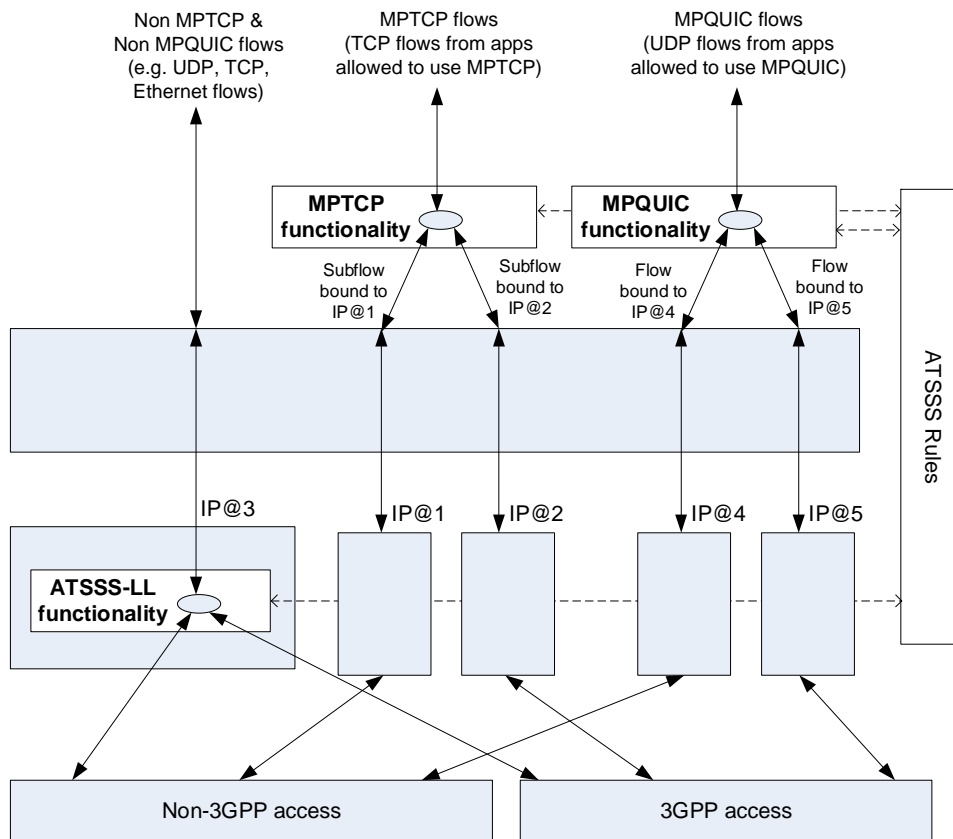 Non MPTCP &
Non MPQUIC flows
(e.g. UDP, TCP,
Ethernet flows)
MPTCP flows
(TCP flows from apps
allowed to use MPTCP)
MPQUIC flows
(UDP flows from apps
allowed to use MPQUIC)
MPTCP
functionality
MPQUIC
functionality
Subflow
bound to
IP@1
Subflow
bound to
IP@2
Flow
bound to
IP@4
Flow
bound to
IP@5
ATSSS Rules
IP@3
IP@1
IP@2
IP@4
IP@5
ATSSS-LL
functionality
Non-3GPP access
3GPP access